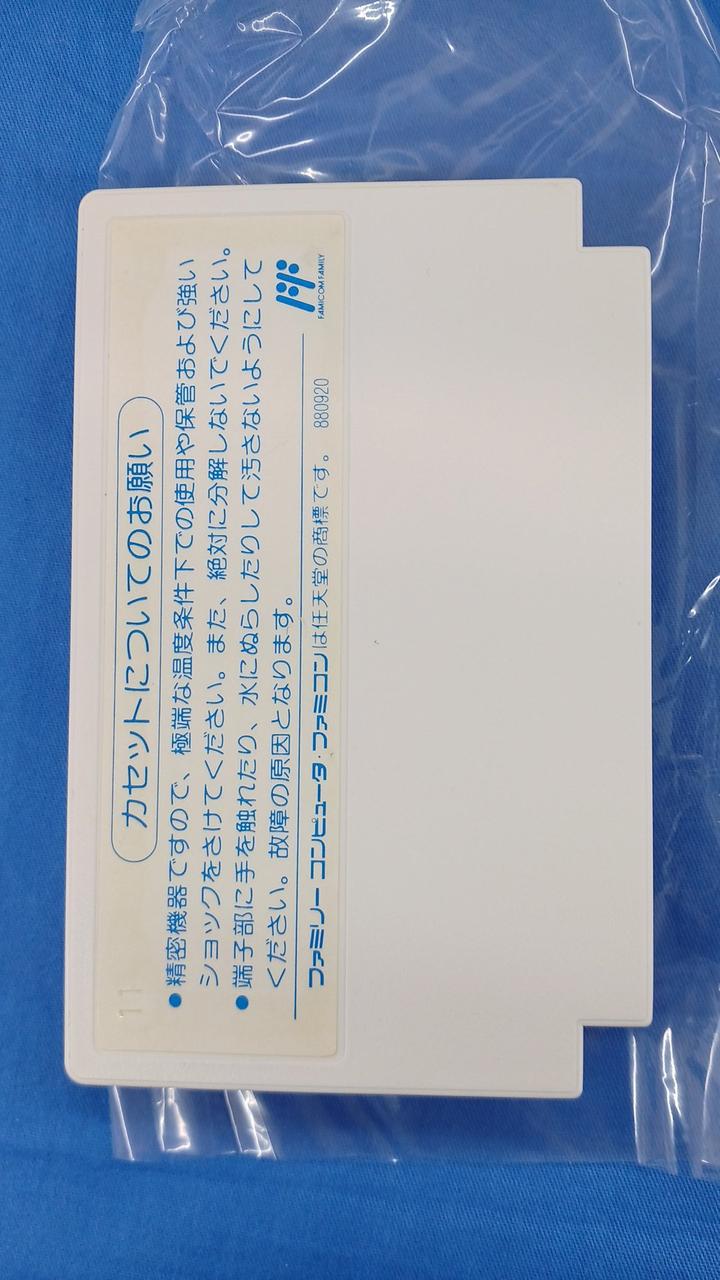 カセットについてのお願い
●精密機器ですので、極端な温度条件下での使用や保管および強い
ショックをさけてください。また、絶対に分解しないでください。
●端子部に手を触れたり、水にぬらしたりして汚さないようにして
ください。故障の原因となります。
ファミリー コンピュータ・ファミコンは任天堂の商標です。 880920
FAMICOM FAMILY
11